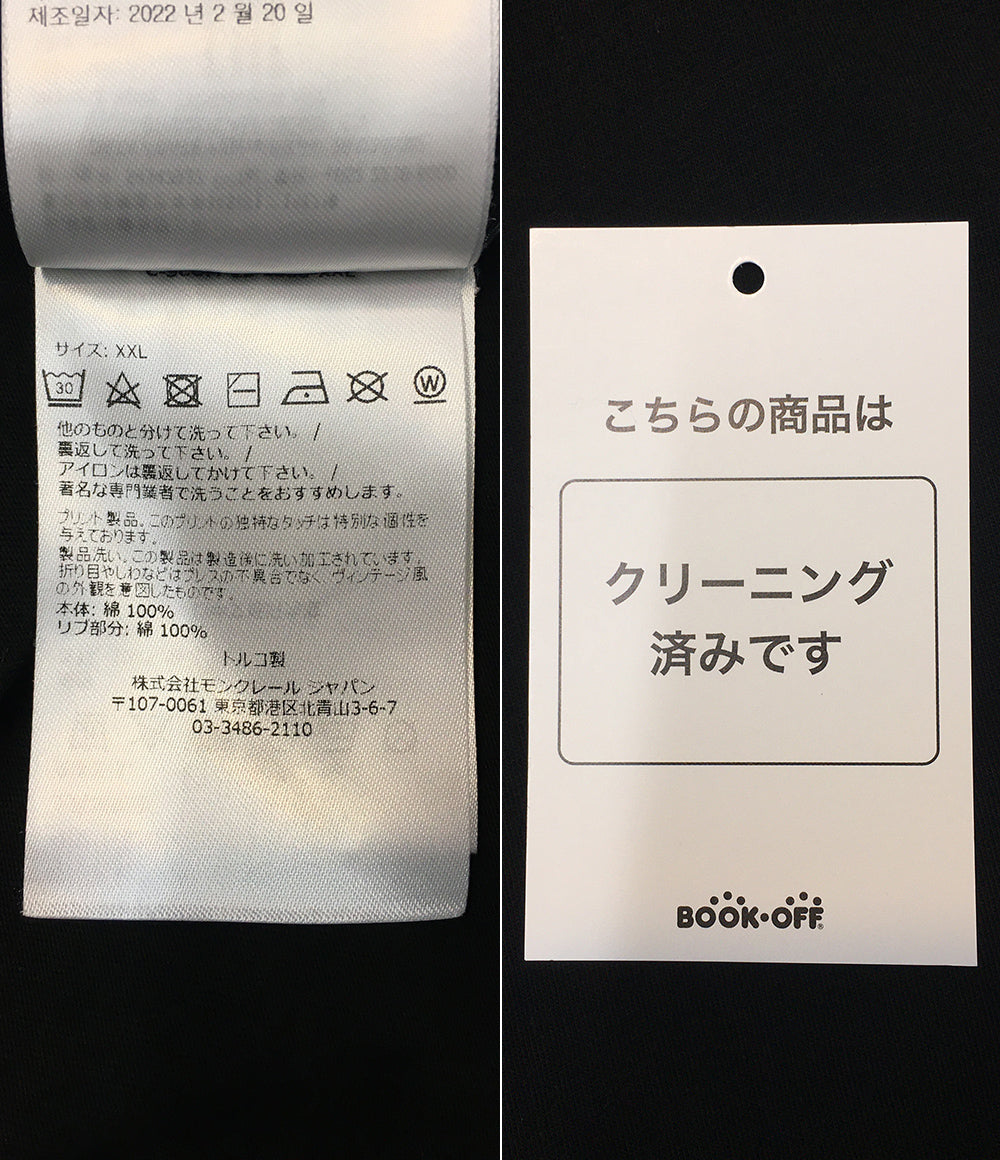 제조일자: 2022 년 2 월 20 일
サイズ: XXL
30
W
他のものと分けて洗って下さい。 /
裏返して洗って下さい。 /
アイロンは裏返してかけて下さい。 /
著名な専門業者で洗うことをおすすめします。
プリント製品。このプリントの独特なタッチは特別な個性を
与えております。
製品洗い。この製品は製造後に洗い加工されています。
折り目やしわなどはプレスの不具合でなく、ヴィンテージ風
の外観を意図したものです。
本体: 綿 100%
リブ部分: 綿 100%
トルコ製
株式会社モンクレール ジャパン
〒107-0061 東京都港区北青山3-6-7
03-3486-2110
こちらの商品は
クリーニング
済みです
BOOK・OFF®